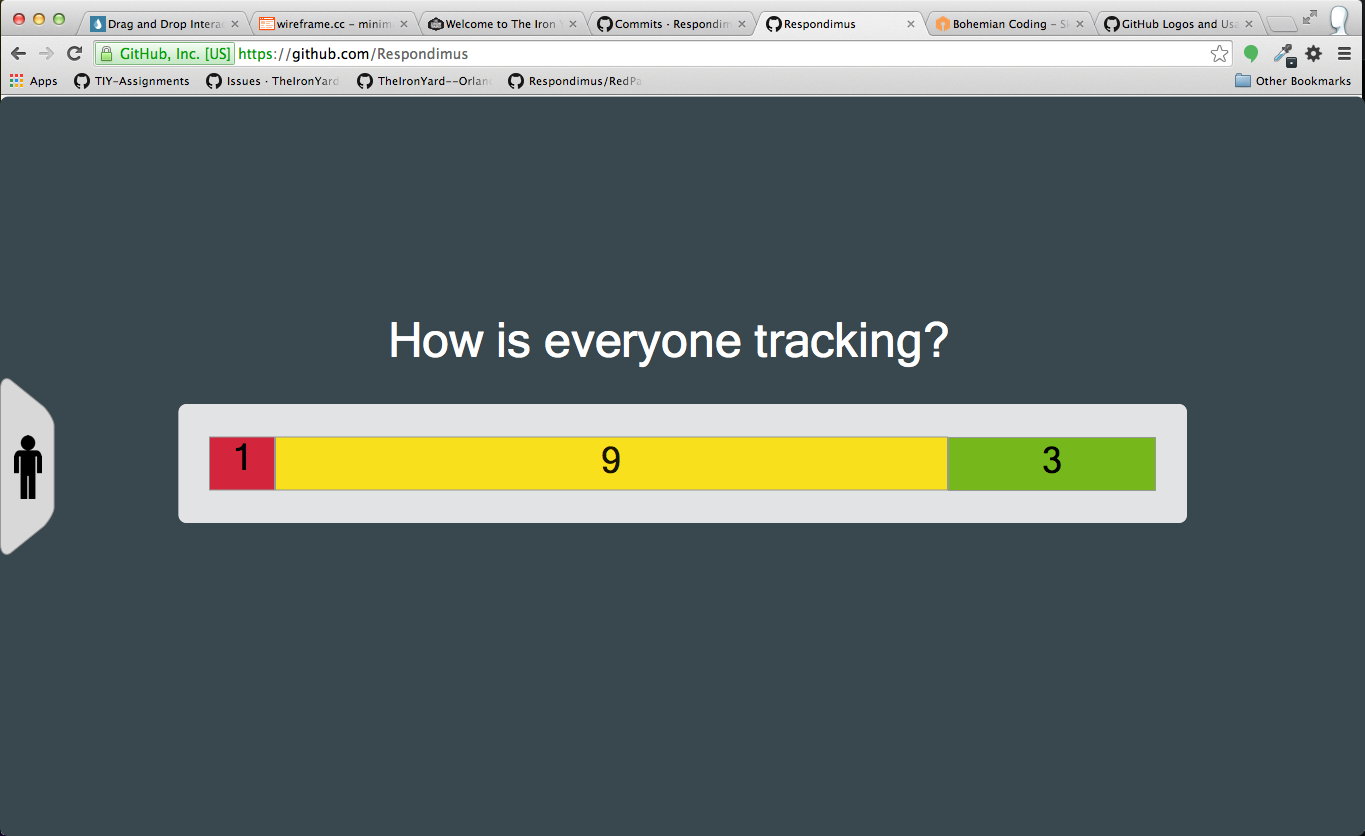 Drag and Drop Intera
wireframe.cc – minim
Welcome to The Iron
Commits · Respondim
Respondimus
Bohemian Coding – S
GitHub Logos and Usa
GitHub, Inc. [US] https://github.com/Respondimus
Apps
TIY-Assignments
Issues · TheIronYard
TheIronYard--Orlan
Respondimus/RedPa
Other Bookmarks
How is everyone tracking?
1
9
3